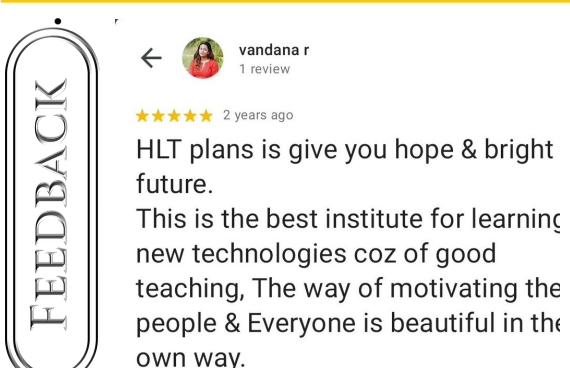 FEEDBACK
vandana r
1 review
2 years ago
HLT plans is give you hope & bright
future.
This is the best institute for learning
new technologies coz of good
teaching, The way of motivating the
people & Everyone is beautiful in the
own way.